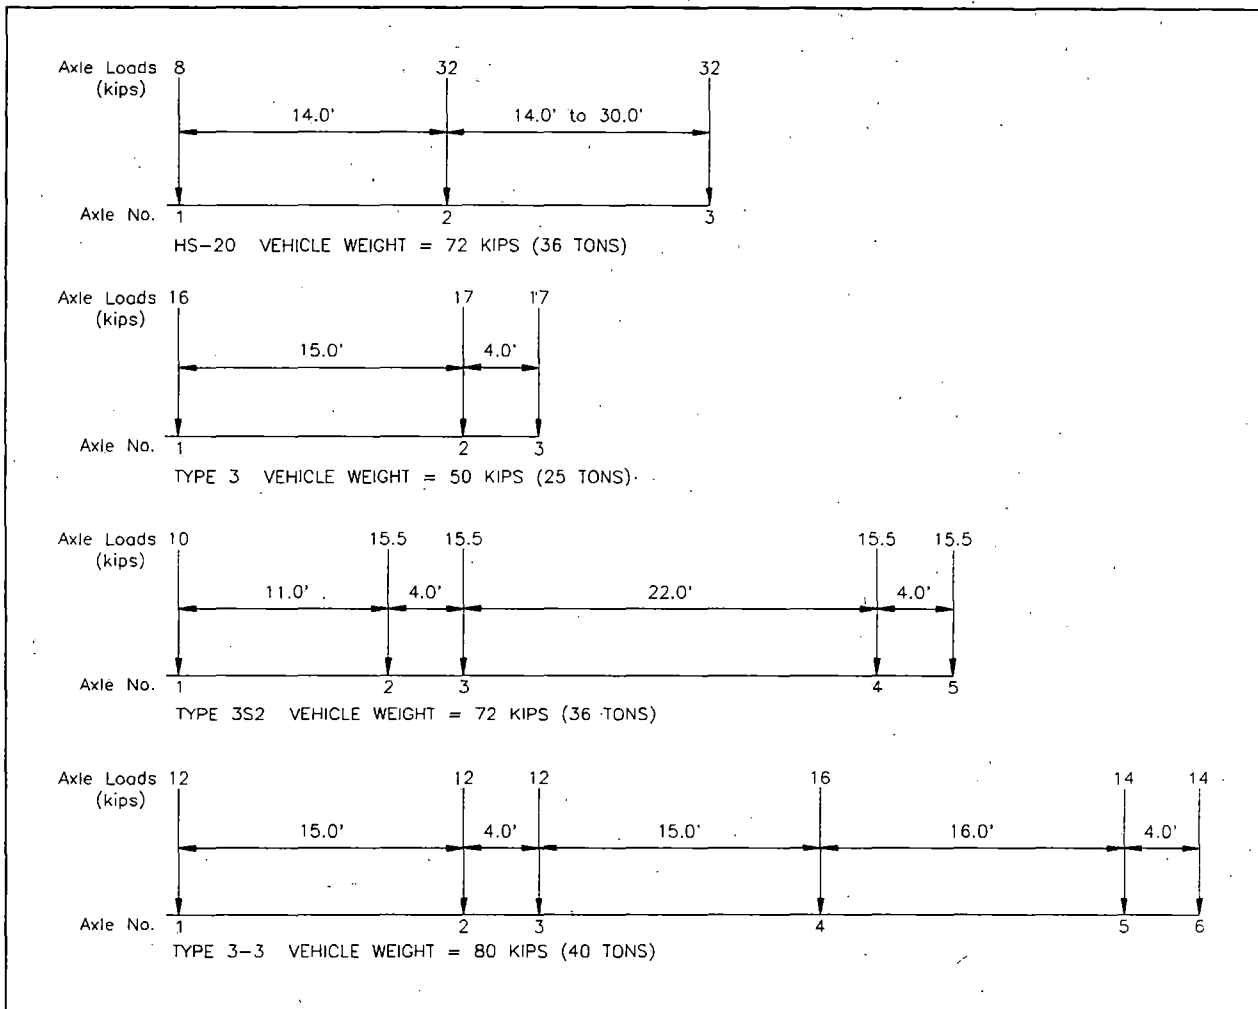 Axle Loads 8 32 32
(kips)
14.0' 14.0' to 30.0'
Axle No. 1 2 3
HS-20 VEHICLE WEIGHT = 72 KIPS (36 TONS)
Axle Loads 16 17 17
(kips)
15.0' 4.0'
Axle No. 1 2 3
TYPE 3 VEHICLE WEIGHT = 50 KIPS (25 TONS)
Axle Loads 10 15.5 15.5 15.5 15.5
(kips)
11.0' 4.0' 22.0' 4.0'
Axle No. 1 2 3 4 5
TYPE 3S2 VEHICLE WEIGHT = 72 KIPS (36 TONS)
Axle Loads 12 12 12 16 14 14
(kips)
15.0' 4.0' 15.0' 16.0' 4.0'
Axle No. 1 2 3 4 5 6
TYPE 3-3 VEHICLE WEIGHT = 80 KIPS (40 TONS)